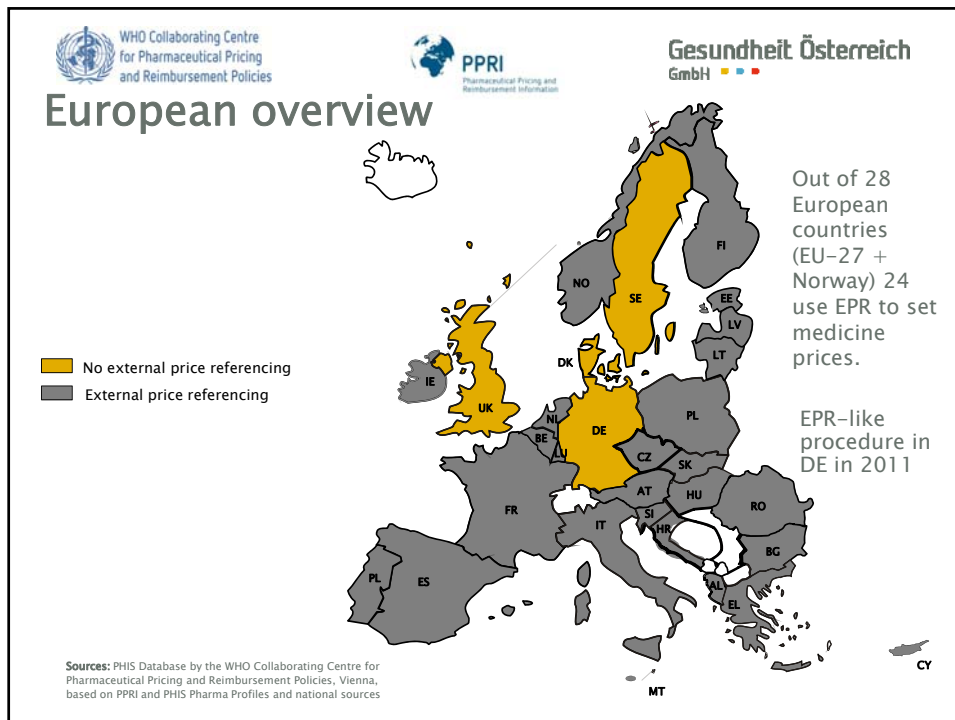 WHO Collaborating Centre
for Pharmaceutical Pricing
and Reimbursement Policies
PPRI
Pharmaceutical Pricing and
Reimbursement Information
Gesundheit Österreich
GmbH
European overview
Out of 28
European
countries
(EU-27 +
Norway) 24
use EPR to set
medicine
prices.
EPR-like
procedure in
DE in 2011
No external price referencing
External price referencing
FI
NO
SE
EE
LV
LT
DK
IE
UK
NL
BE
LU
DE
PL
CZ
SK
AT
HU
RO
FR
SI
HR
IT
BG
PL
ES
AL
EL
CY
MT
Sources: PHIS Database by the WHO Collaborating Centre for
Pharmaceutical Pricing and Reimbursement Policies, Vienna,
based on PPRI and PHIS Pharma Profiles and national sources